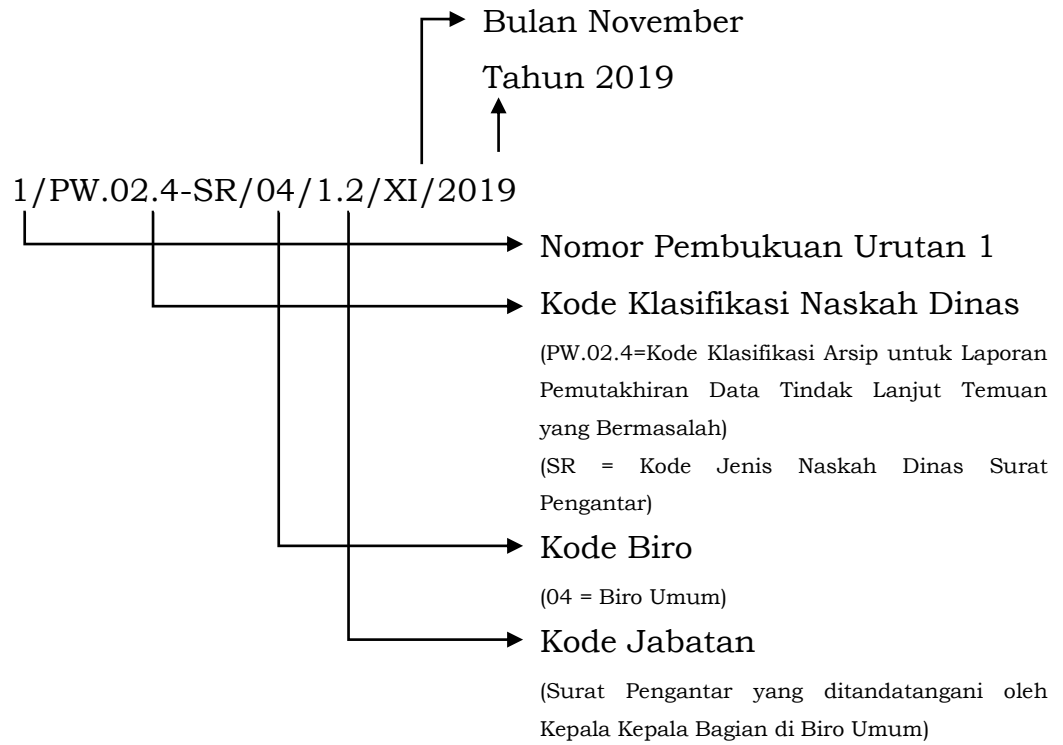 Bulan November
Tahun 2019
1/PW.02.4-SR/04/1.2/XI/2019
Nomor Pembukuan Urutan 1
Kode Klasifikasi Naskah Dinas
(PW.02.4=Kode Klasifikasi Arsip untuk Laporan
Pemutakhiran Data Tindak Lanjut Temuan
yang Bermasalah)
(SR = Kode Jenis Naskah Dinas Surat
Pengantar)
Kode Biro
(04 = Biro Umum)
Kode Jabatan
(Surat Pengantar yang ditandatangani oleh
Kepala Kepala Bagian di Biro Umum)